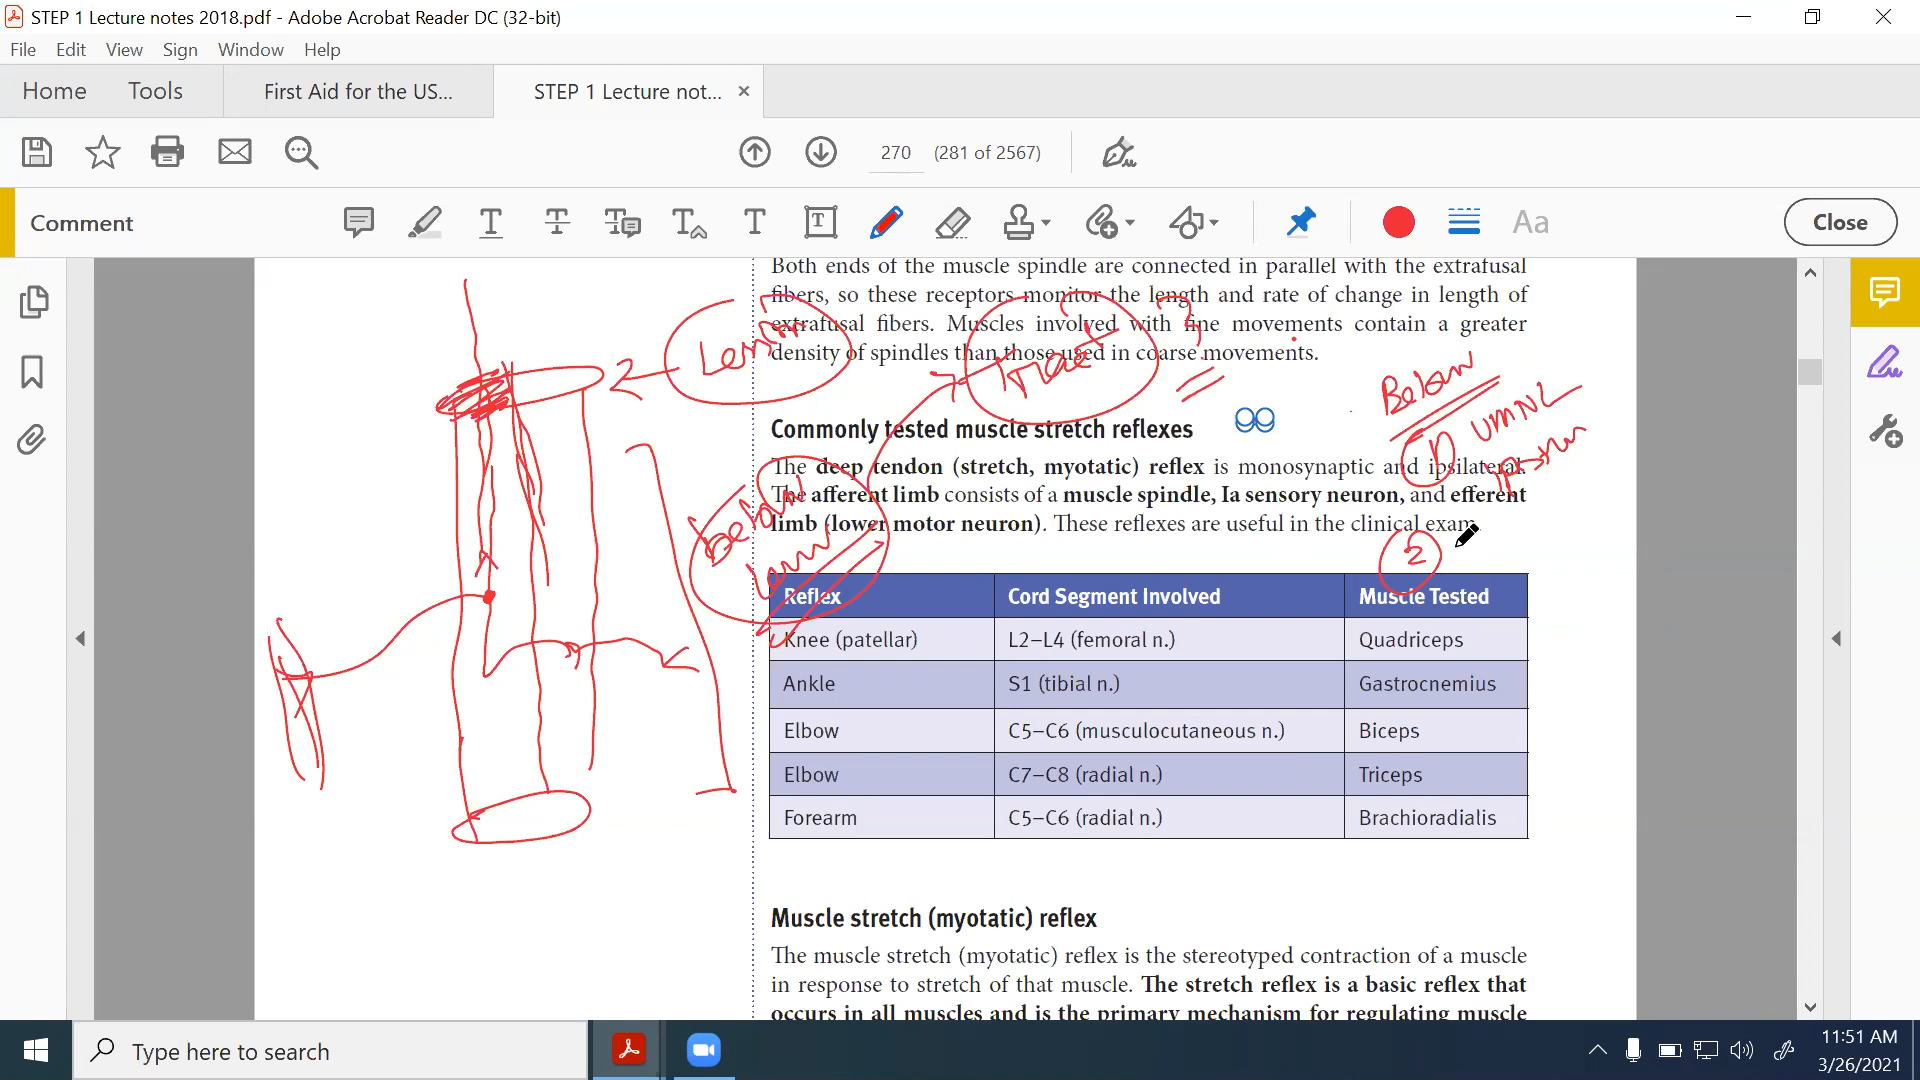 STEP 1 Lecture notes 2018.pdf - Adobe Acrobat Reader DC (32-bit)
File Edit View Sign Window Help
Home Tools First Aid for the US... STEP 1 Lecture not... ×
270 (281 of 2567)
Comment Aa Close
Both ends of the muscle spindle are connected in parallel with the extrafusal
fibers, so these receptors monitor the length and rate of change in length of
extrafusal fibers. Muscles involved with fine movements contain a greater
density of spindles than those used in coarse movements.
Below
UMNL
Commonly tested muscle stretch reflexes
1
The deep tendon (stretch, myotatic) reflex is monosynaptic and ipsilateral.
The afferent limb consists of a muscle spindle, Ia sensory neuron, and efferent
limb (lower motor neuron). These reflexes are useful in the clinical exam.
Below
2
Reflex Cord Segment Involved Muscle Tested
Knee (patellar) L2–L4 (femoral n.) Quadriceps
Ankle S1 (tibial n.) Gastrocnemius
Elbow C5–C6 (musculocutaneous n.) Biceps
Elbow C7–C8 (radial n.) Triceps
Forearm C5–C6 (radial n.) Brachioradialis
Muscle stretch (myotatic) reflex
The muscle stretch (myotatic) reflex is the stereotyped contraction of a muscle
in response to stretch of that muscle. The stretch reflex is a basic reflex that
occurs in all muscles and is the primary mechanism for regulating muscle
Type here to search
11:51 AM
3/26/2021